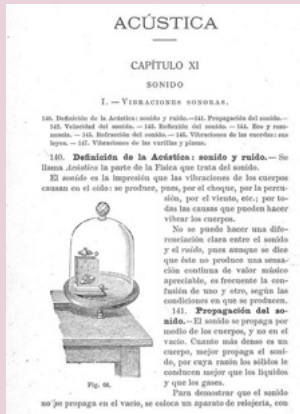 ACÚSTICA
CAPÍTULO XI
SONIDO
I. — VIBRACIONES SONORAS.
140. Definición de la Acústica: sonido y ruido. — 141. Propagación del sonido. —
142. Velocidad del sonido. — 143. Reflexión del sonido. — 144. Eco y reso-
nancia. — 145. Refracción del sonido. — 146. Vibraciones de las cuerdas: sus
leyes. — 147. Vibraciones de las varillas y placas.
140. Definición de la Acústica: sonido y ruido. — Se
llama Acústica la parte de la Física que trata del sonido.
El sonido es la impresión que las vibraciones de los cuerpos
causan en el oído: se produce, pues, por el choque, por la percu-
sión, por el viento, etc.; por to-
das las causas que pueden hacer
vibrar los cuerpos.
No se puede hacer una dife-
renciación clara entre el sonido
y el ruido, pues aunque se dice
que éste no produce una sensa-
ción continua de valor músico
apreciable, es frecuente la con-
fusión de uno y otro, según las
condiciones en que se producen.
141. Propagación del so-
nido. — El sonido se propaga por
medio de los cuerpos, y no en el
vacío. Cuanto más denso es un
cuerpo, mejor propaga el soni-
do, por cuya razón los sólidos le
conducen mejor que los líquidos
y que los gases.
Para demostrar que el sonido
no se propaga en el vacío, se coloca un aparato de relojería, con
Fig. 66.